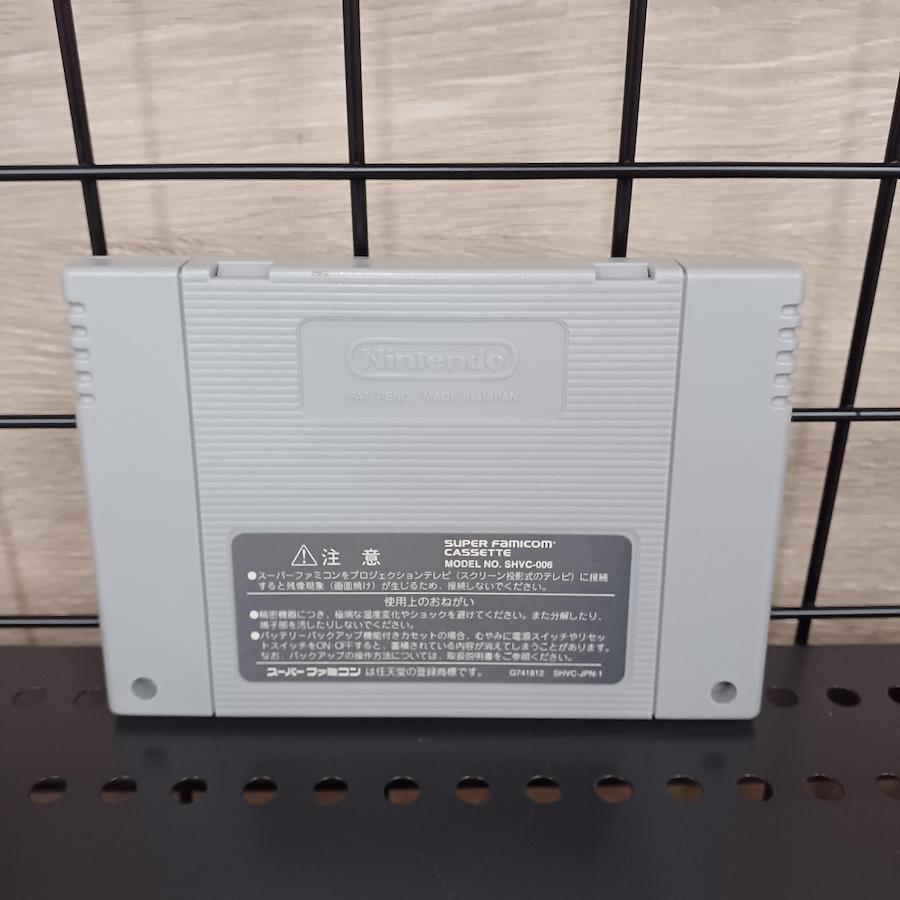 Nintendo
PAT. PEND. MADE IN JAPAN
⚠注 意
SUPER FAMICOM
CASSETTE
MODEL NO. SHVC-006
●スーパーファミコンをプロジェクションテレビ（スクリーン投影式のテレビ）に接続
すると残像現象（画面焼け）が生じるため、接続しないでください。
使用上のおねがい
●精密機器につき、極端な温度変化やショックを避けてください。また分解したり、
端子部を汚したりしないでください。
●バッテリーバックアップ機能付きカセットの場合、むやみに電源スイッチやリセッ
トスイッチをON・OFFすると、蓄積されている内容が消えてしまうことがあります。
なお、バックアップの操作方法については、取扱説明書をご参照ください。
スーパーファミコン は任天堂の登録商標です。 G741812 SHVC-JPN-1